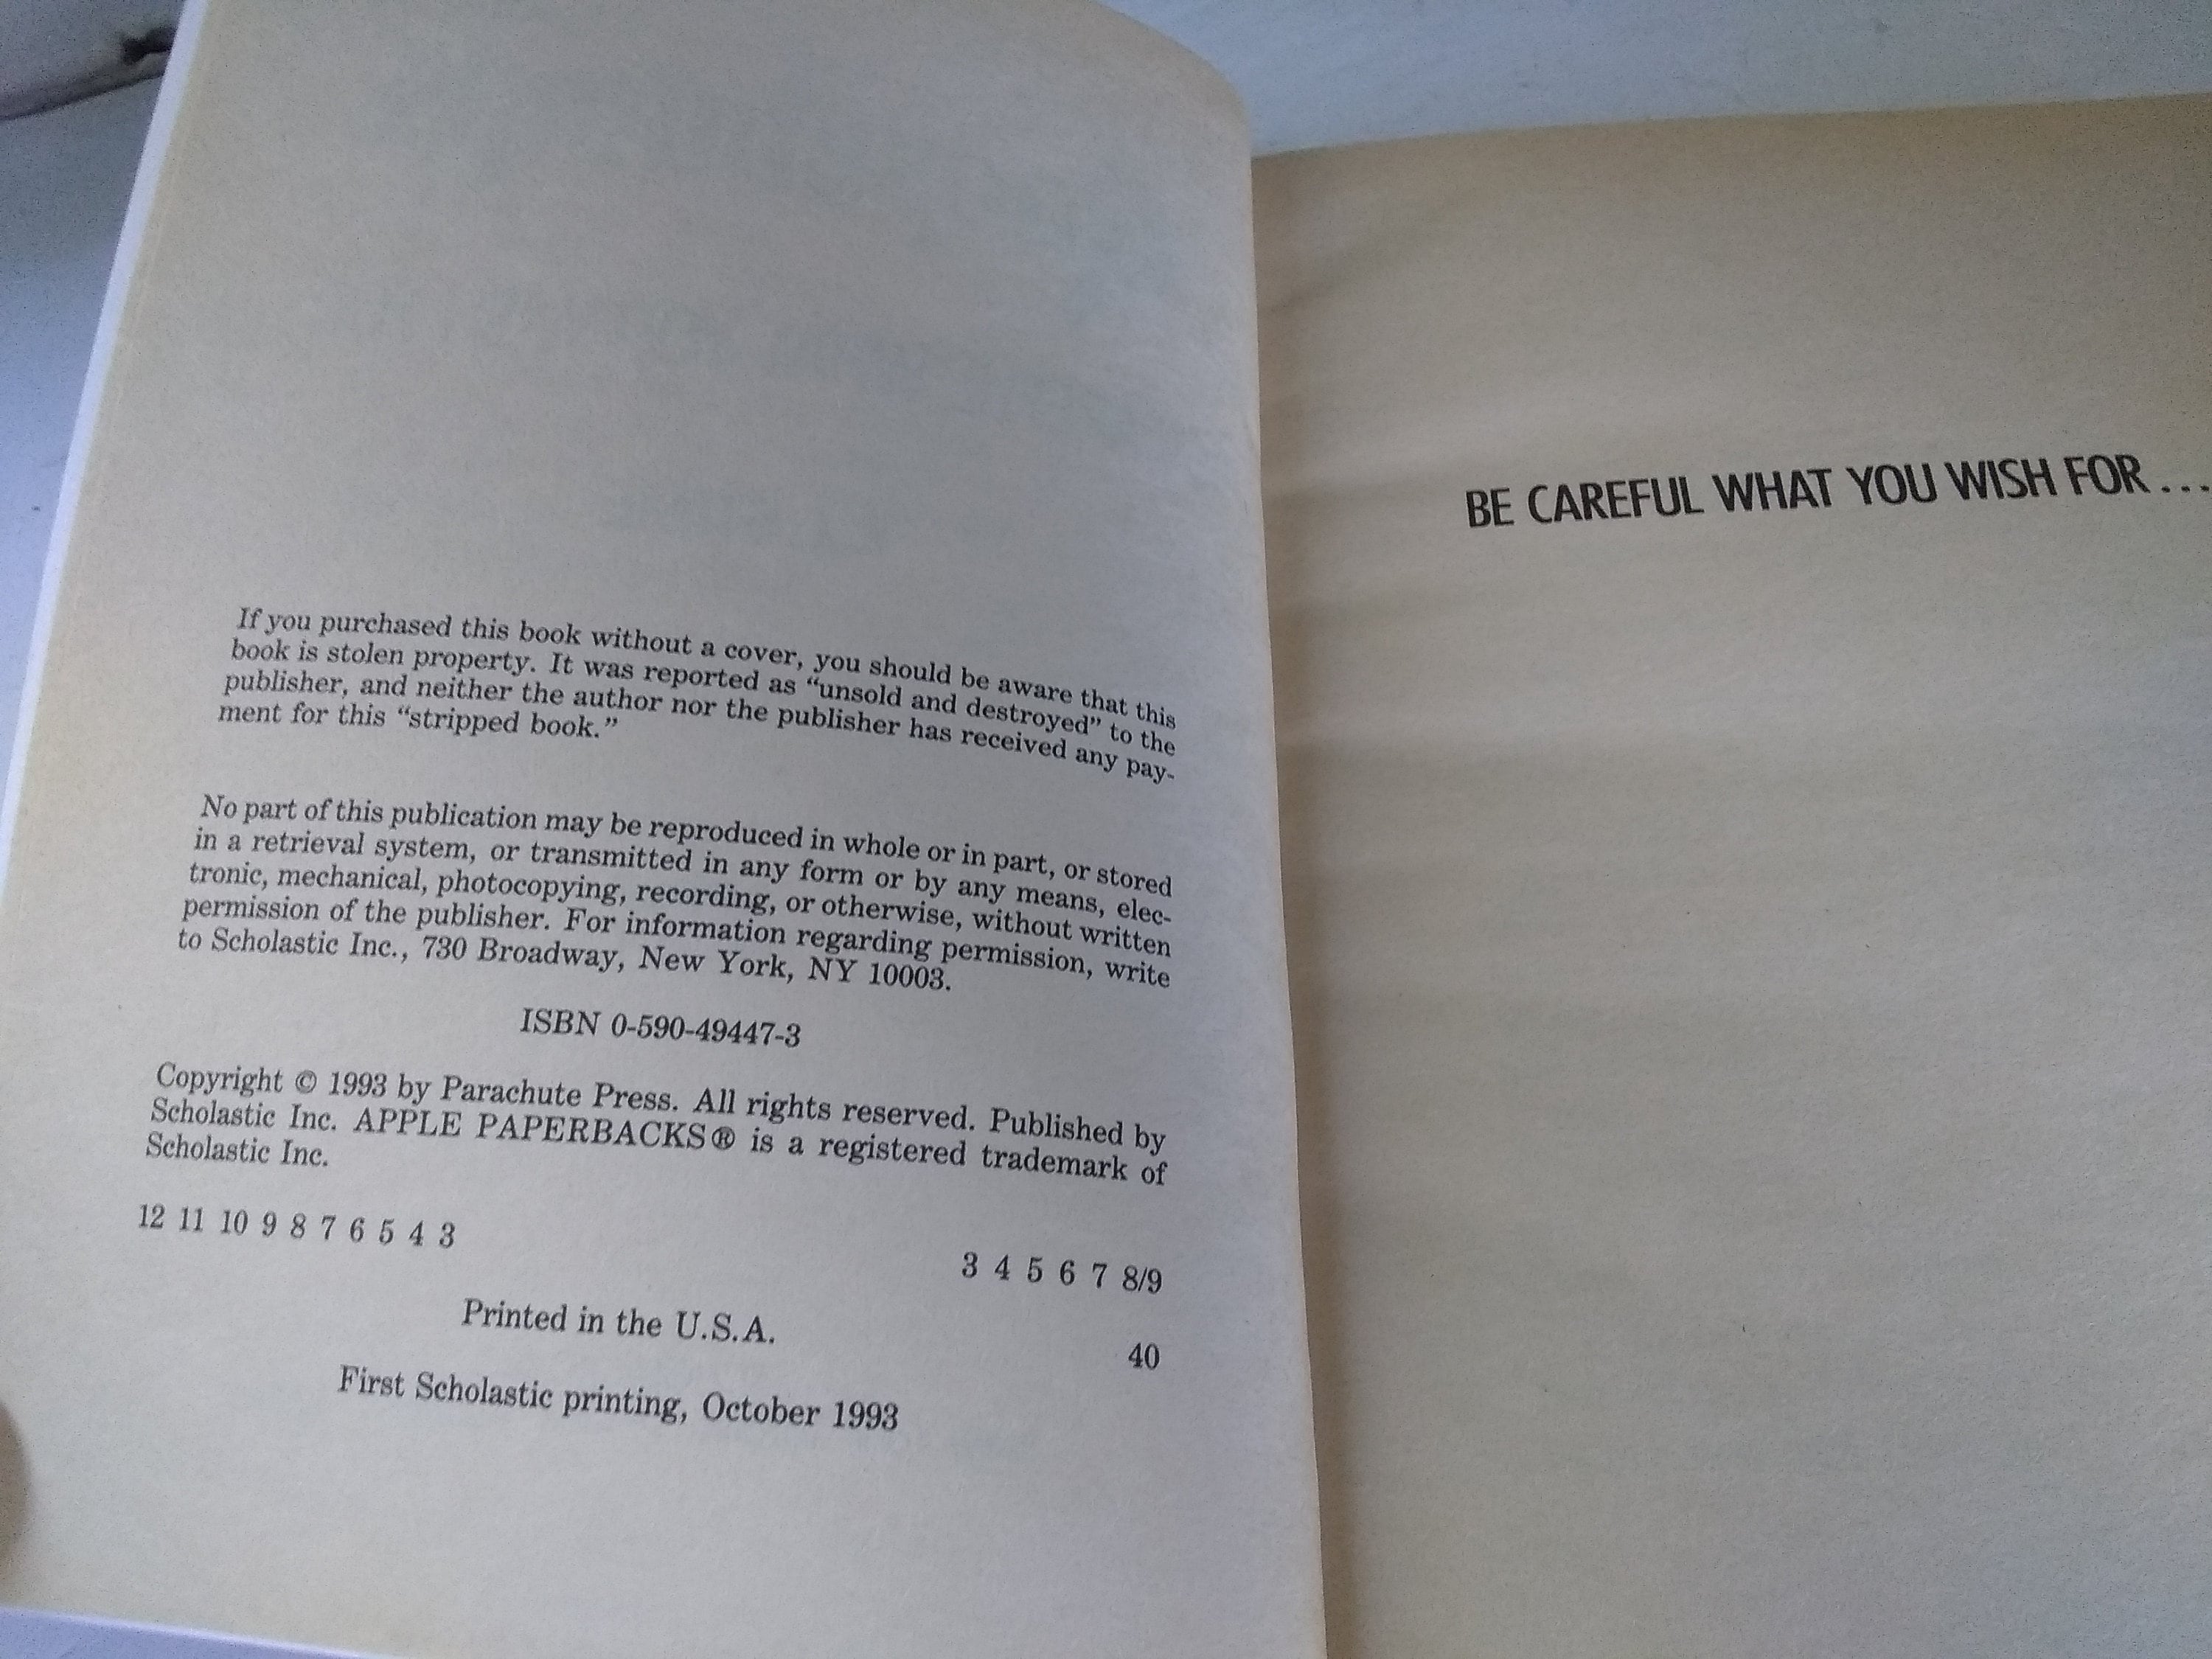 If you purchased this book without a cover, you should be aware that this
book is stolen property. It was reported as “unsold and destroyed” to the
publisher, and neither the author nor the publisher has received any pay-
ment for this “stripped book.”
No part of this publication may be reproduced in whole or in part, or stored
in a retrieval system, or transmitted in any form or by any means, elec-
tronic, mechanical, photocopying, recording, or otherwise, without written
permission of the publisher. For information regarding permission, write
to Scholastic Inc., 730 Broadway, New York, NY 10003.
ISBN 0-590-49447-3
Copyright © 1993 by Parachute Press. All rights reserved. Published by
Scholastic Inc. APPLE PAPERBACKS® is a registered trademark of
Scholastic Inc.
12 11 10 9 8 7 6 5 4 3
3 4 5 6 7 8/9
Printed in the U.S.A.
40
First Scholastic printing, October 1993
BE CAREFUL WHAT YOU WISH FOR . . .